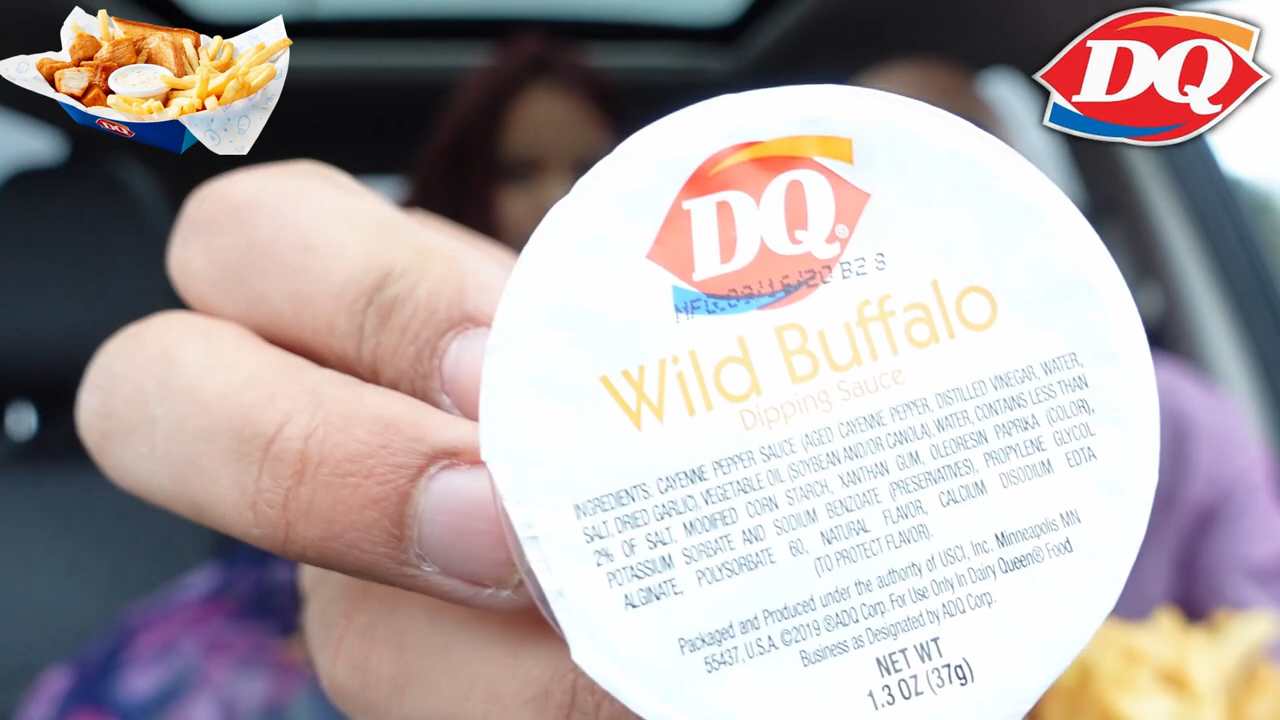 DQ
DQ
DQ®
BE 8
Wild Buffalo
Dipping Sauce
INGREDIENTS: CAYENNE PEPPER SAUCE (AGED CAYENNE PEPPER, DISTILLED VINEGAR, WATER,
SALT, DRIED GARLIC), VEGETABLE OIL (SOYBEAN AND/OR CANOLA), WATER, CONTAINS LESS THAN
2% OF SALT, MODIFIED CORN STARCH, XANTHAN GUM, OLEORESIN PAPRIKA (COLOR),
POTASSIUM SORBATE AND SODIUM BENZOATE (PRESERVATIVES), PROPYLENE GLYCOL
ALGINATE, POLYSORBATE 60, NATURAL FLAVOR, CALCIUM DISODIUM EDTA
(TO PROTECT FLAVOR).
Packaged and Produced under the authority of USCI, Inc. Minneapolis MN
55437, U.S.A. ©2019 ®ADQ Corp. For Use Only In Dairy Queen® Food
Business as Designated by ADQ Corp.
NET WT
1.3 OZ (37g)